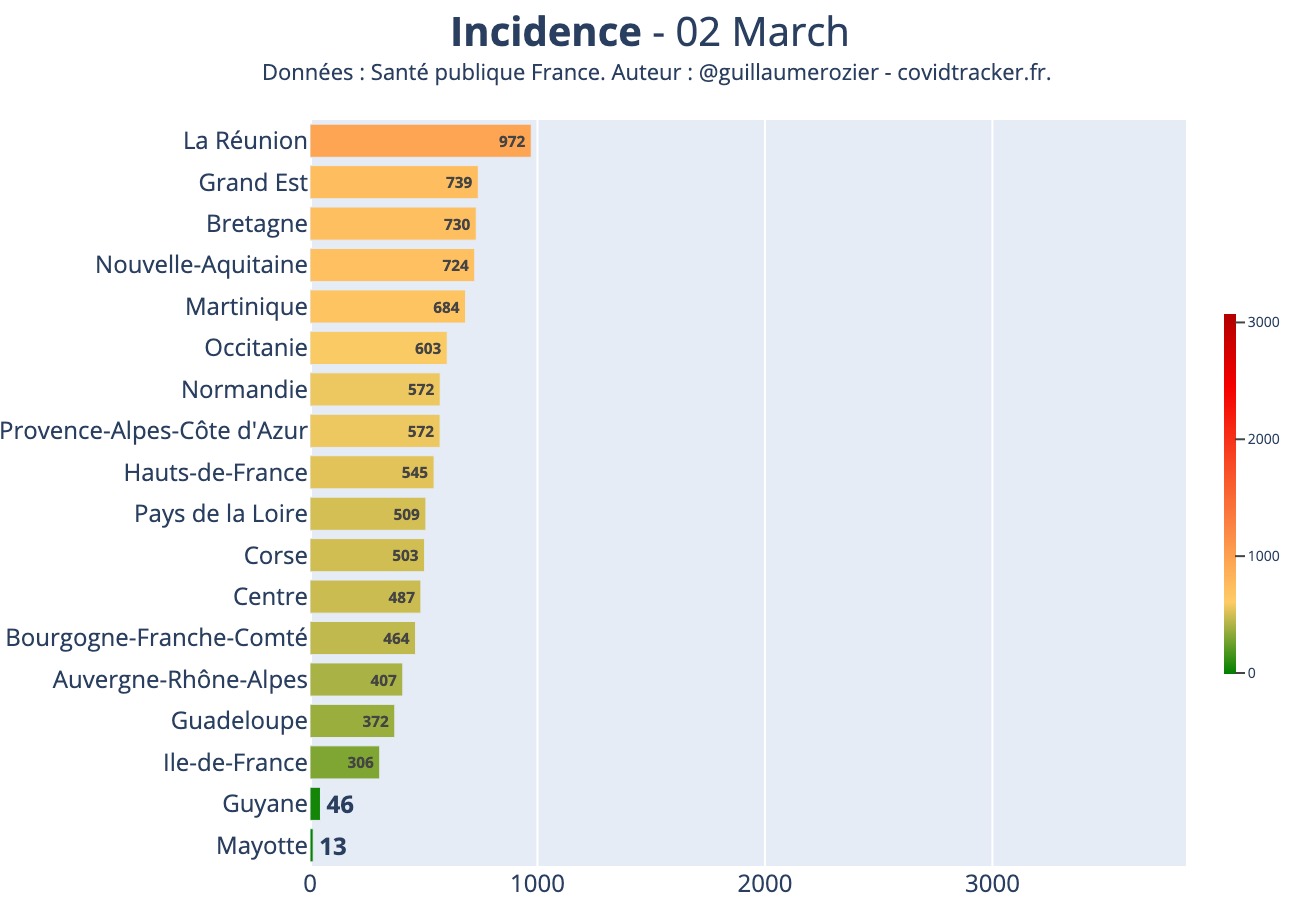 Incidence - 02 March
Données : Santé publique France. Auteur : @guillaumerozier - covidtracker.fr.
La Réunion 972
Grand Est 739
Bretagne 730
Nouvelle-Aquitaine 724
Martinique 684
Occitanie 603
Normandie 572
Provence-Alpes-Côte d'Azur 572
Hauts-de-France 545
Pays de la Loire 509
Corse 503
Centre 487
Bourgogne-Franche-Comté 464
Auvergne-Rhône-Alpes 407
Guadeloupe 372
Ile-de-France 306
Guyane 46
Mayotte 13
0 1000 2000 3000
3000
2000
1000
0